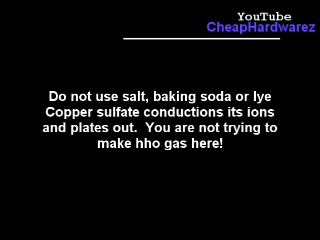 YouTube
CheapHardwarez
Do not use salt, baking soda or lye
Copper sulfate conductions its ions
and plates out.  You are not trying to
make hho gas here!